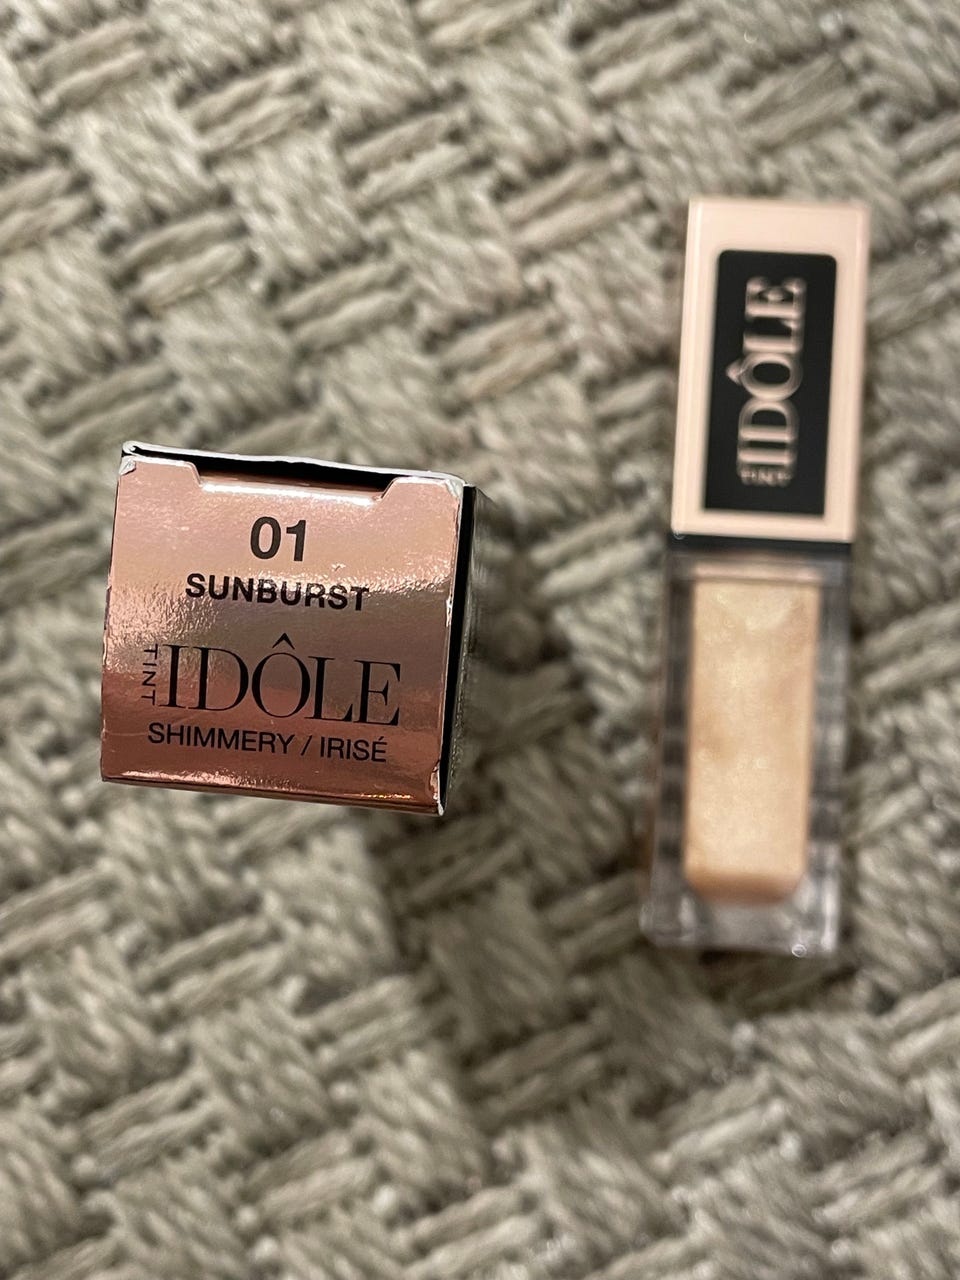 01
SUNBURST
TINT IDÔLE
SHIMMERY / IRISÉ
TINT IDÔLE